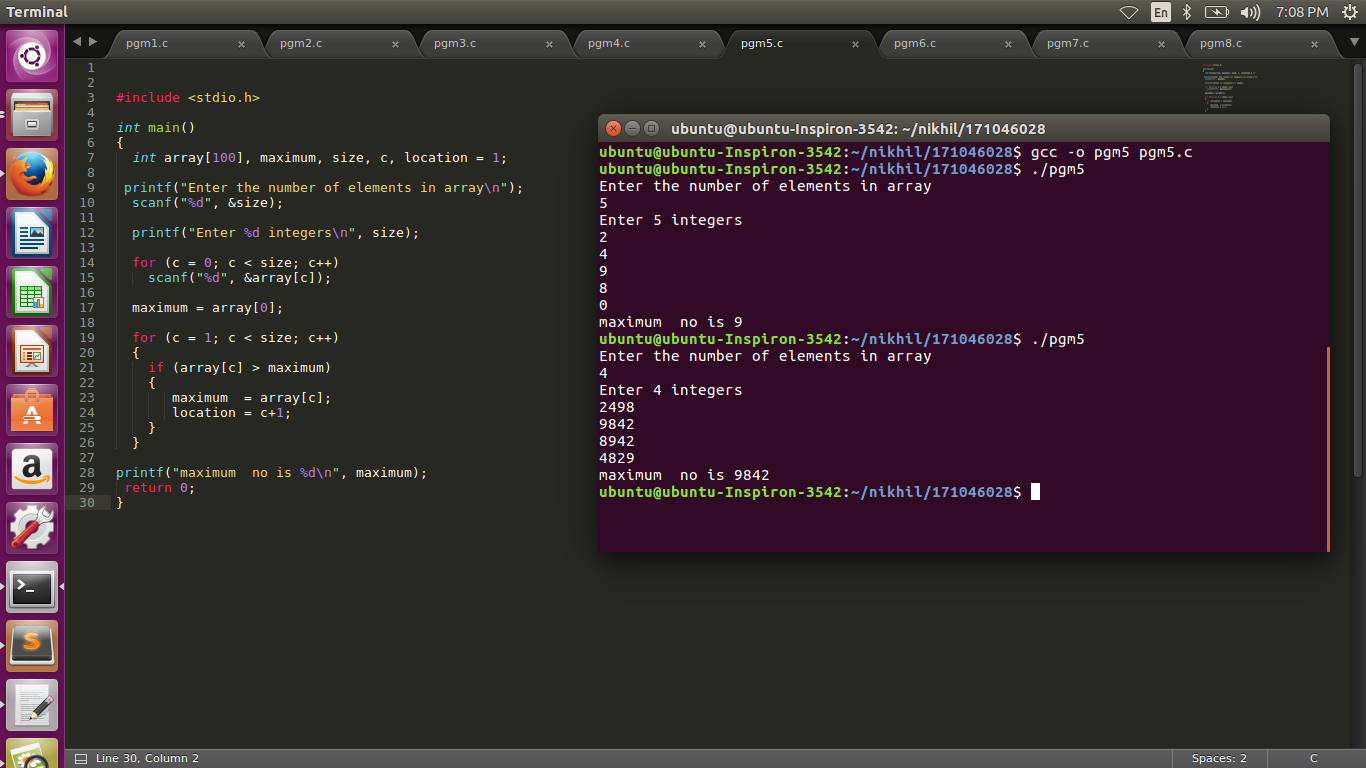 Terminal
En
7:08 PM
pgm1.c
pgm2.c
pgm3.c
pgm4.c
pgm5.c
pgm6.c
pgm7.c
pgm8.c
1
2
3 #include <stdio.h>
4
5 int main()
6 {
7 int array[100], maximum, size, c, location = 1;
8
9 printf("Enter the number of elements in array\n");
10 scanf("%d", &size);
11
12 printf("Enter %d integers\n", size);
13
14 for (c = 0; c < size; c++)
15 scanf("%d", &array[c]);
16
17 maximum = array[0];
18
19 for (c = 1; c < size; c++)
20 {
21 if (array[c] > maximum)
22 {
23 maximum  = array[c];
24 location = c+1;
25 }
26 }
27
28 printf("maximum  no is %d\n", maximum);
29 return 0;
30 }
ubuntu@ubuntu-Inspiron-3542: ~/nikhil/171046028
ubuntu@ubuntu-Inspiron-3542:~/nikhil/171046028$ gcc -o pgm5 pgm5.c
ubuntu@ubuntu-Inspiron-3542:~/nikhil/171046028$ ./pgm5
Enter the number of elements in array
5
Enter 5 integers
2
4
9
8
0
maximum  no is 9
ubuntu@ubuntu-Inspiron-3542:~/nikhil/171046028$ ./pgm5
Enter the number of elements in array
4
Enter 4 integers
2498
9842
8942
4829
maximum  no is 9842
ubuntu@ubuntu-Inspiron-3542:~/nikhil/171046028$
Line 30, Column 2
Spaces: 2
C